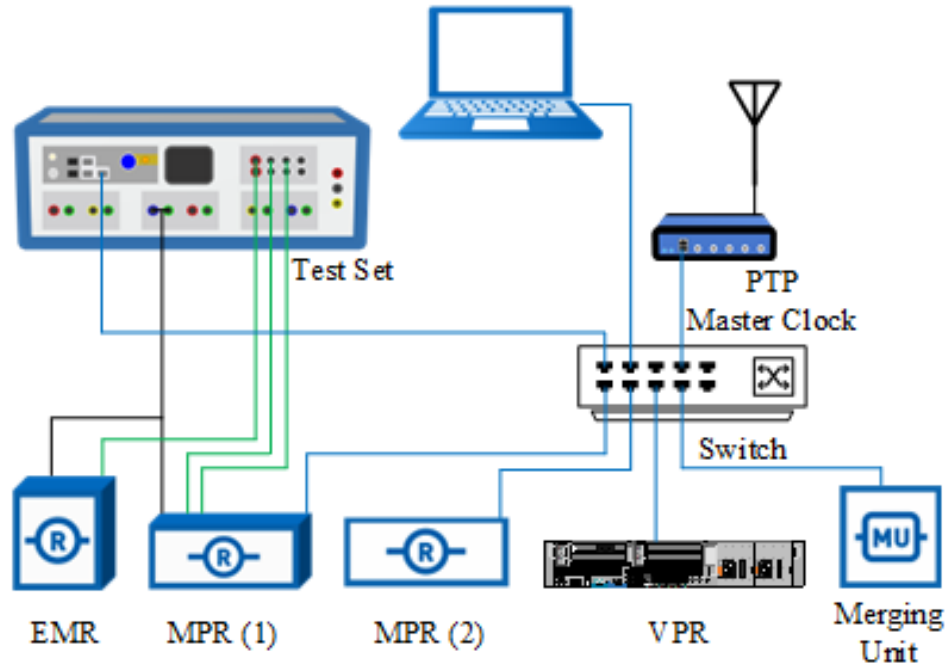 Test Set
PTP
Master Clock
Switch
R
R
R
MU
EMR
MPR (1)
MPR (2)
VPR
Merging
Unit